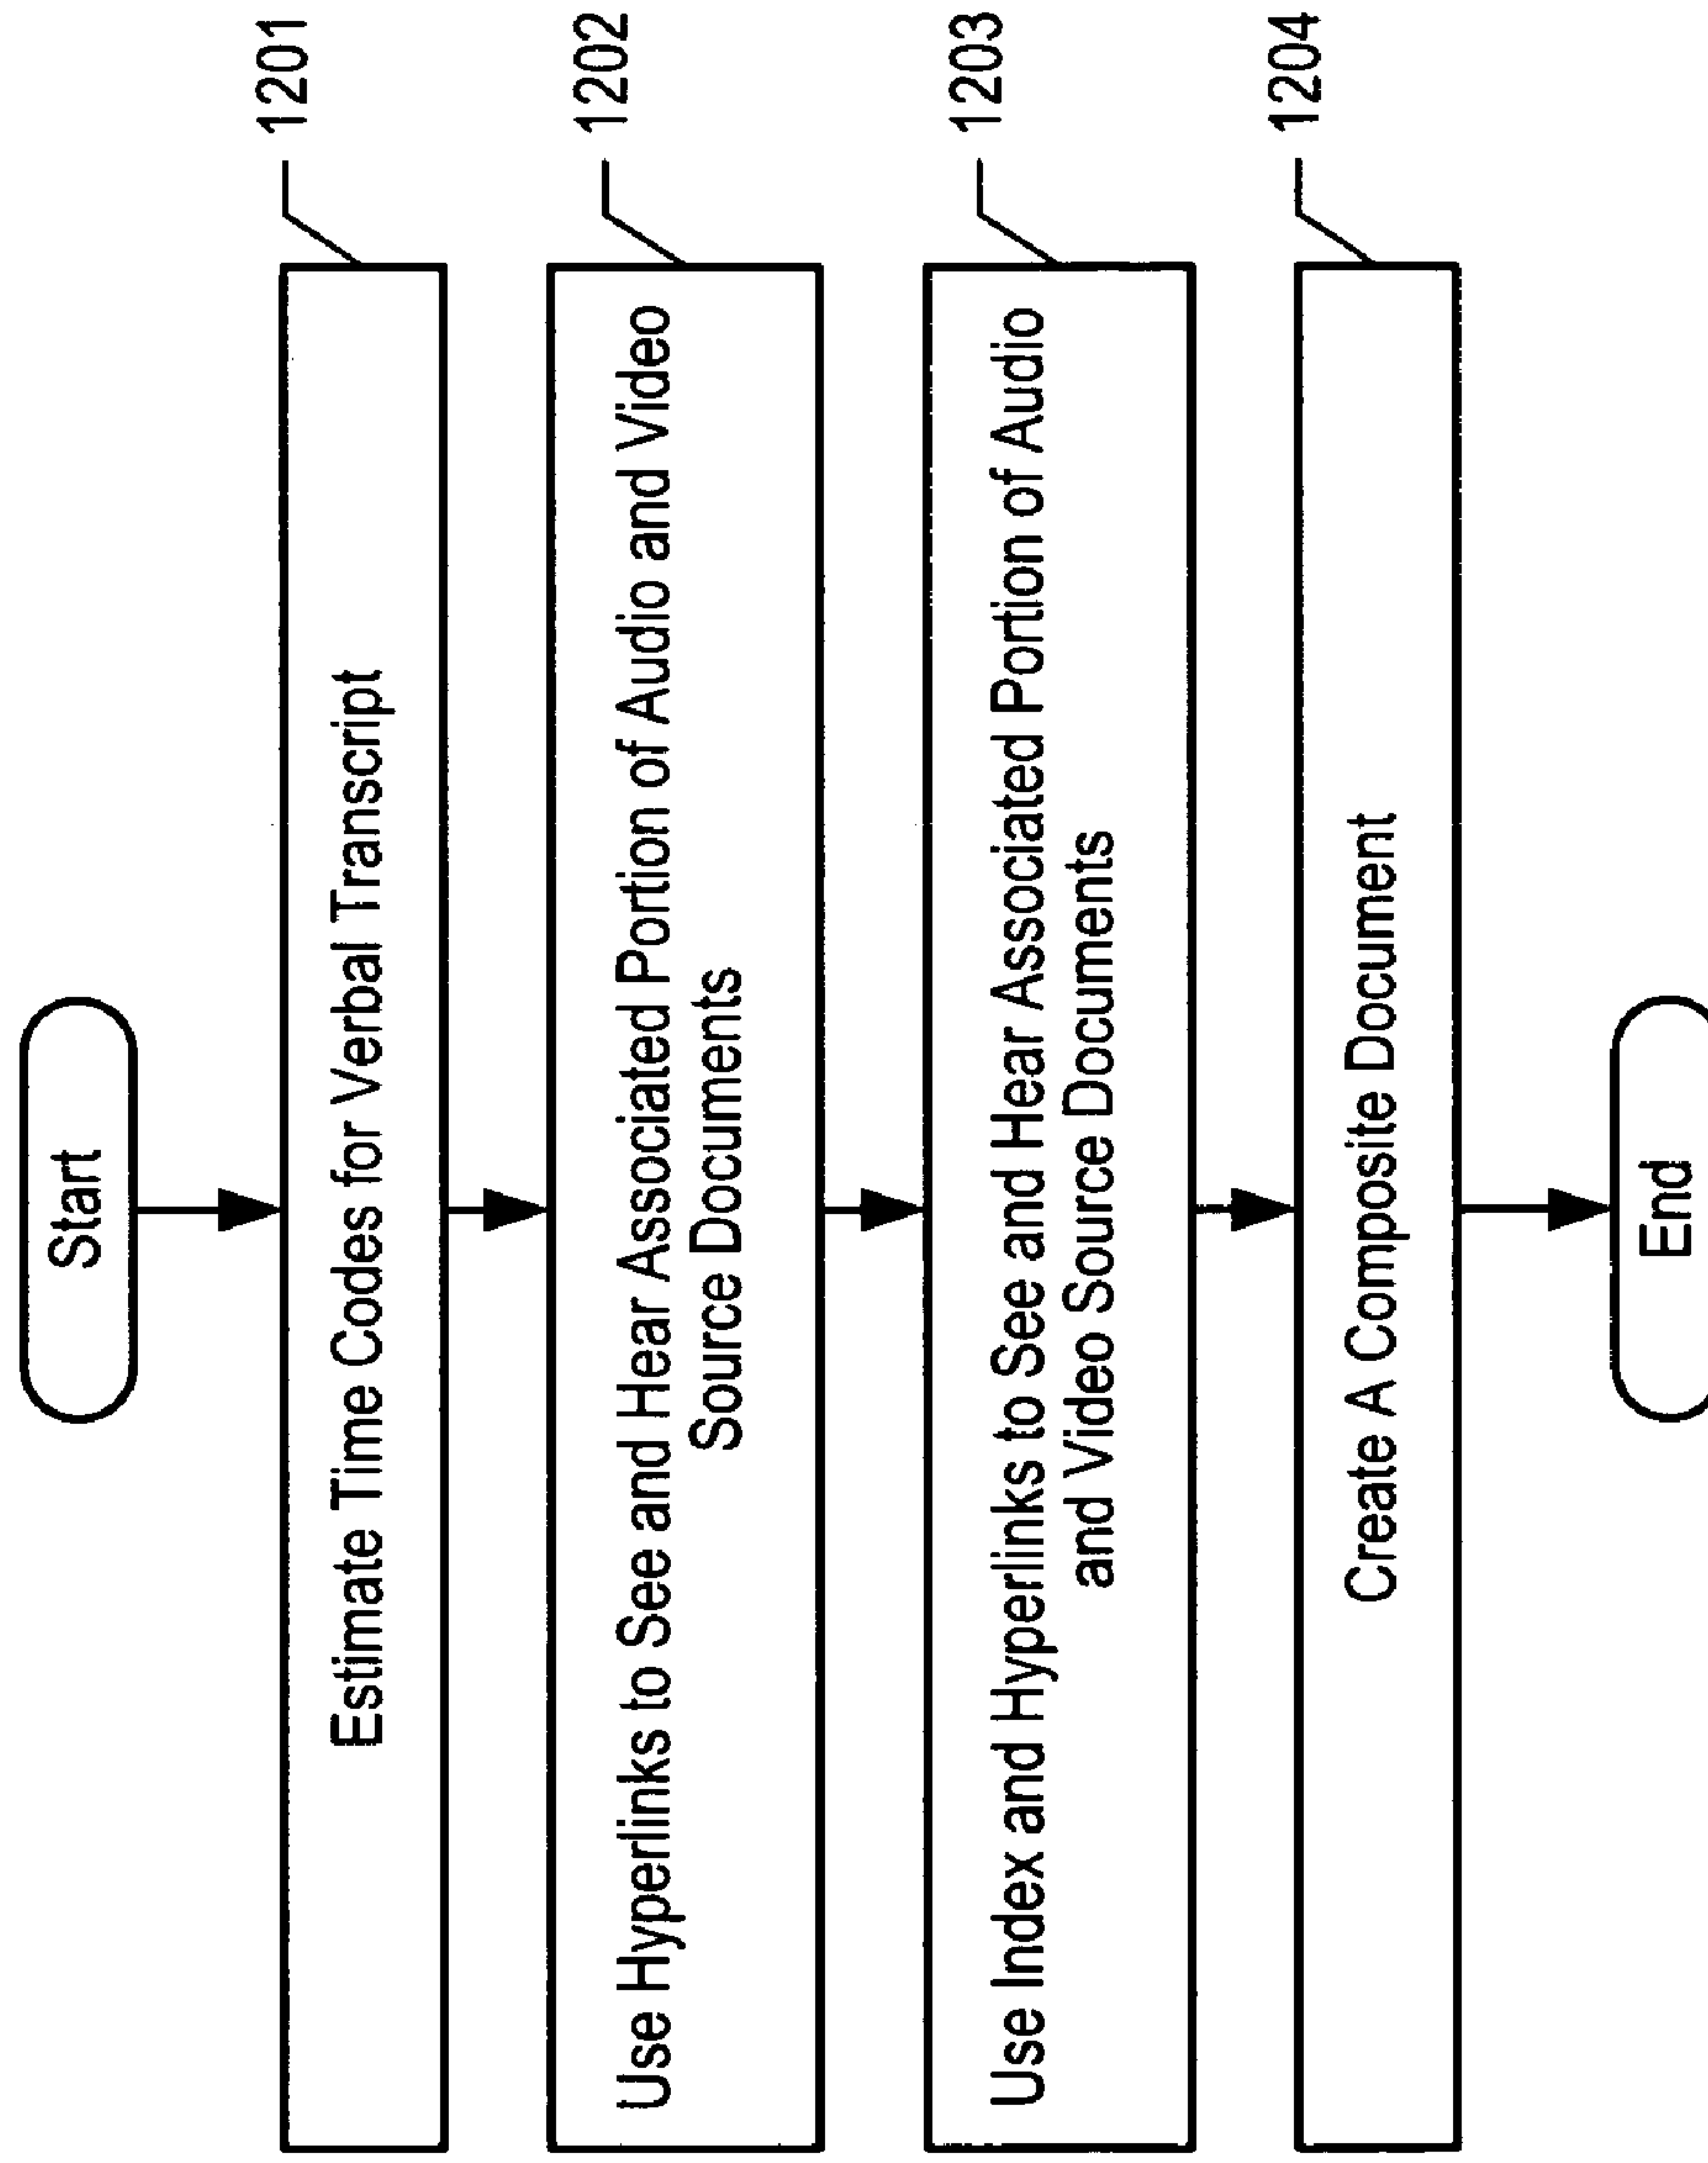 Start
Estimate Time Codes for Verbal Transcript
1201
Use Hyperlinks to See and Hear Associated Portion of Audio and Video
Source Documents
1202
Use Index and Hyperlinks to See and Hear Associated Portion of Audio
and Video Source Documents
1203
Create A Composite Document
1204
End